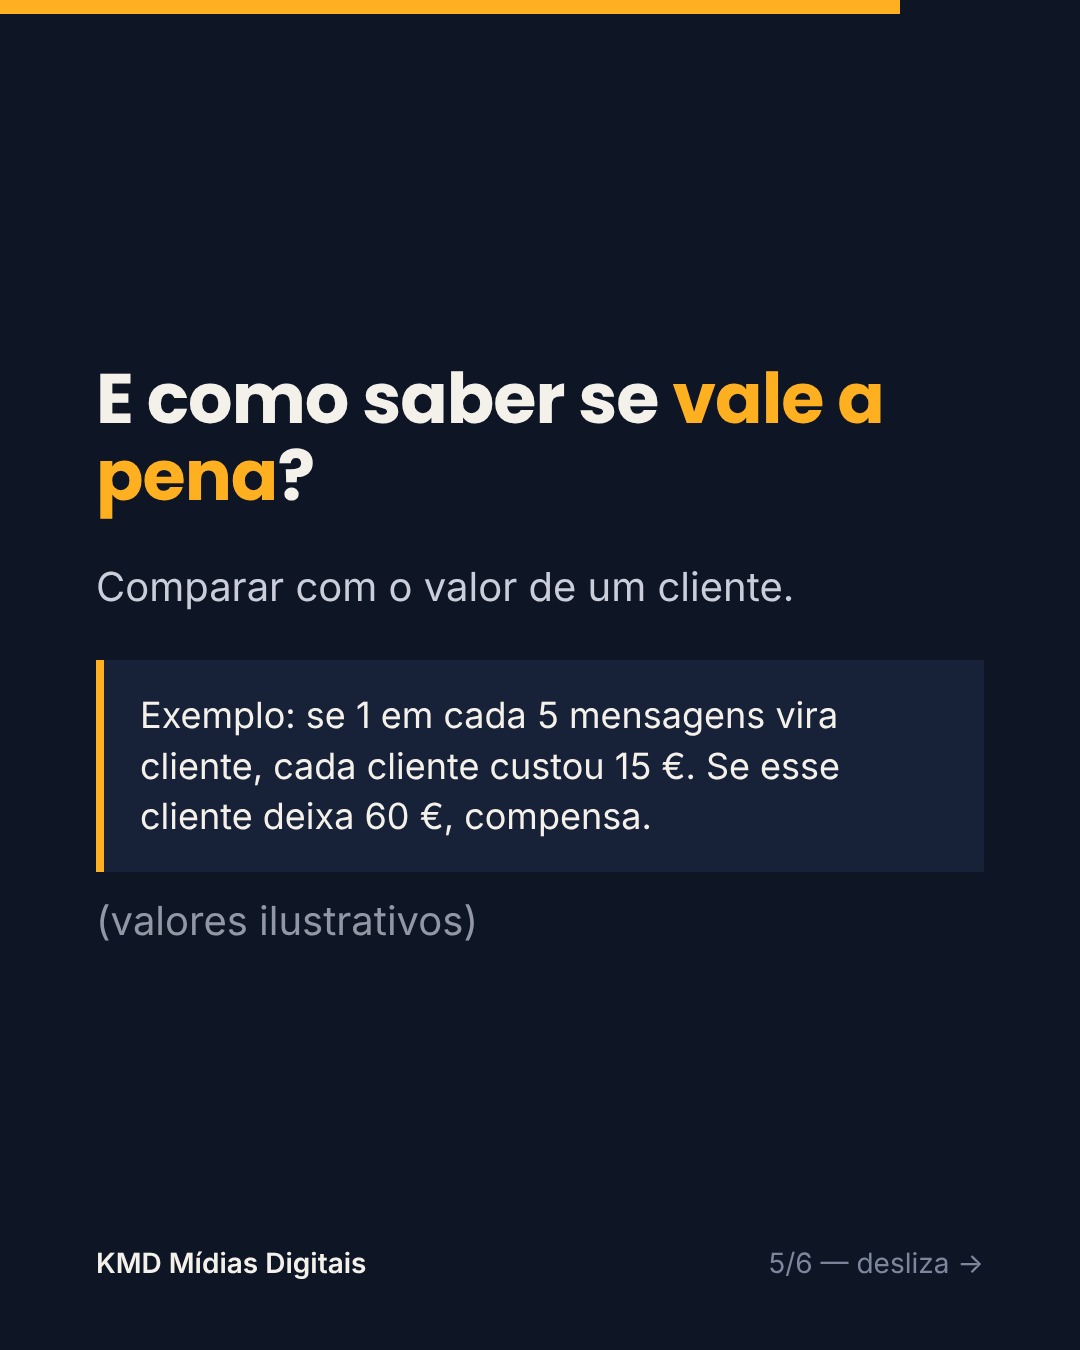 E como saber se vale a
pena?
Comparar com o valor de um cliente.
Exemplo: se 1 em cada 5 mensagens vira
cliente, cada cliente custou 15 €. Se esse
cliente deixa 60 €, compensa.
(valores ilustrativos)
KMD Mídias Digitais
5/6 — desliza →